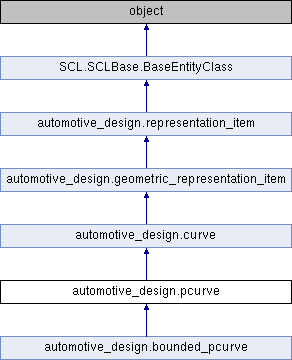 object
SCL.SCLBase.BaseEntityClass
automotive_design.representation_item
automotive_design.geometric_representation_item
automotive_design.curve
automotive_design.pcurve
automotive_design.bounded_pcurve